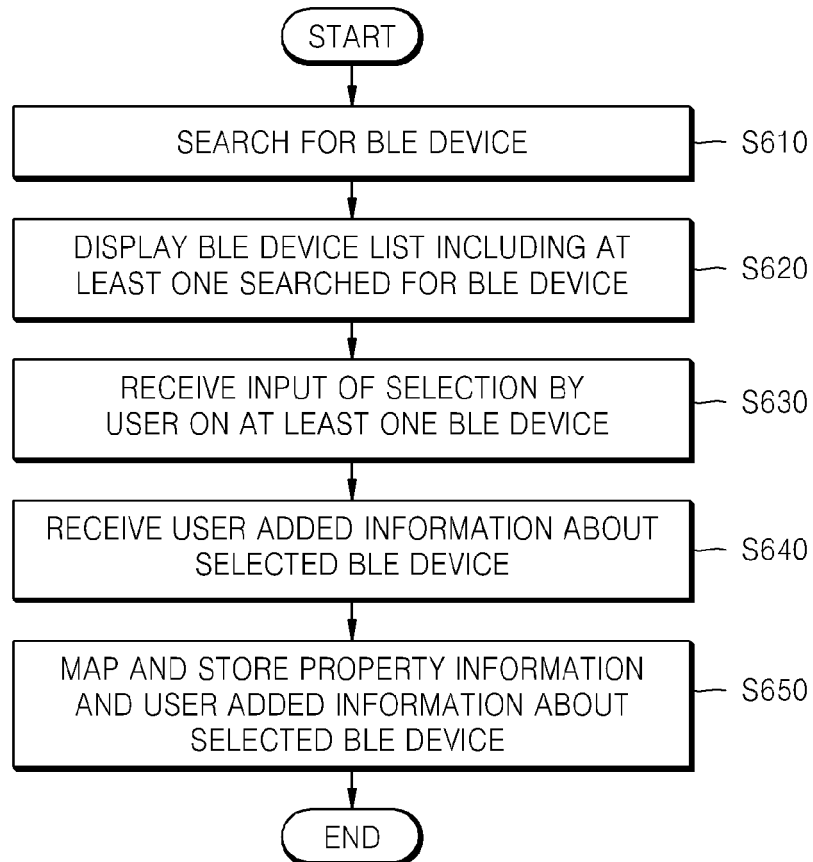 START
SEARCH FOR BLE DEVICE
S610
DISPLAY BLE DEVICE LIST INCLUDING AT
LEAST ONE SEARCHED FOR BLE DEVICE
S620
RECEIVE INPUT OF SELECTION BY
USER ON AT LEAST ONE BLE DEVICE
S630
RECEIVE USER ADDED INFORMATION ABOUT
SELECTED BLE DEVICE
S640
MAP AND STORE PROPERTY INFORMATION
AND USER ADDED INFORMATION ABOUT
SELECTED BLE DEVICE
S650
END